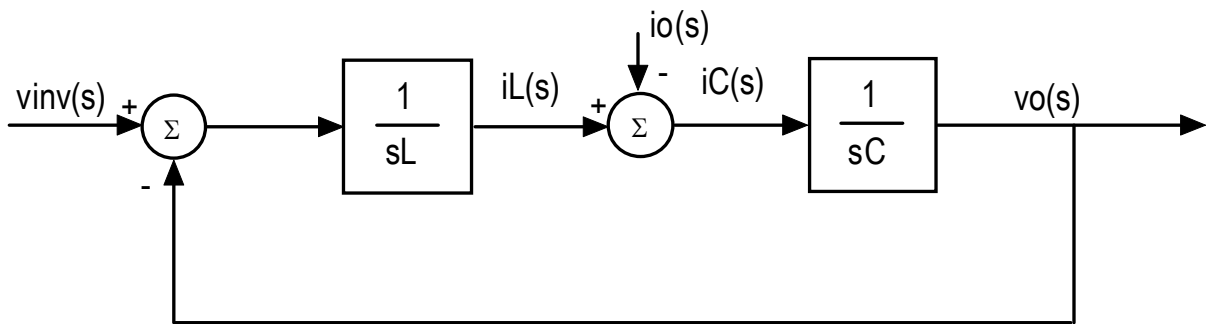 io(s)
-
vinv(s)
+
Σ
1
sL
iL(s)
+
Σ
iC(s)
1
sC
vo(s)
-